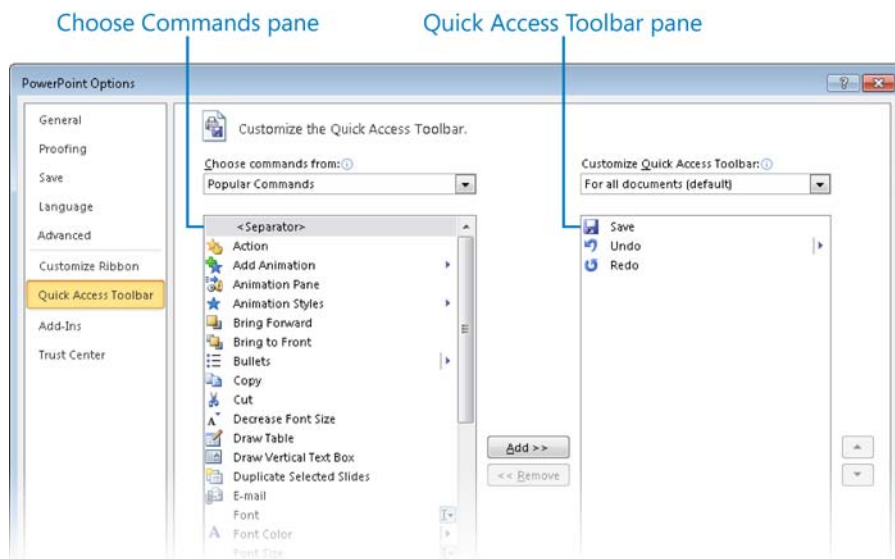 Choose Commands pane
Quick Access Toolbar pane
PowerPoint Options
General
Proofing
Save
Language
Advanced
Customize Ribbon
Quick Access Toolbar
Add-Ins
Trust Center
Customize the Quick Access Toolbar.
Choose commands from:
Popular Commands
<Separator>
Action
Add Animation
Animation Pane
Animation Styles
Bring Forward
Bring to Front
Bullets
Copy
Cut
Decrease Font Size
Draw Table
Draw Vertical Text Box
Duplicate Selected Slides
E-mail
Font
Font Color
Font Size
Add >>
<< Remove
Customize Quick Access Toolbar:
For all documents (default)
Save
Undo
Redo